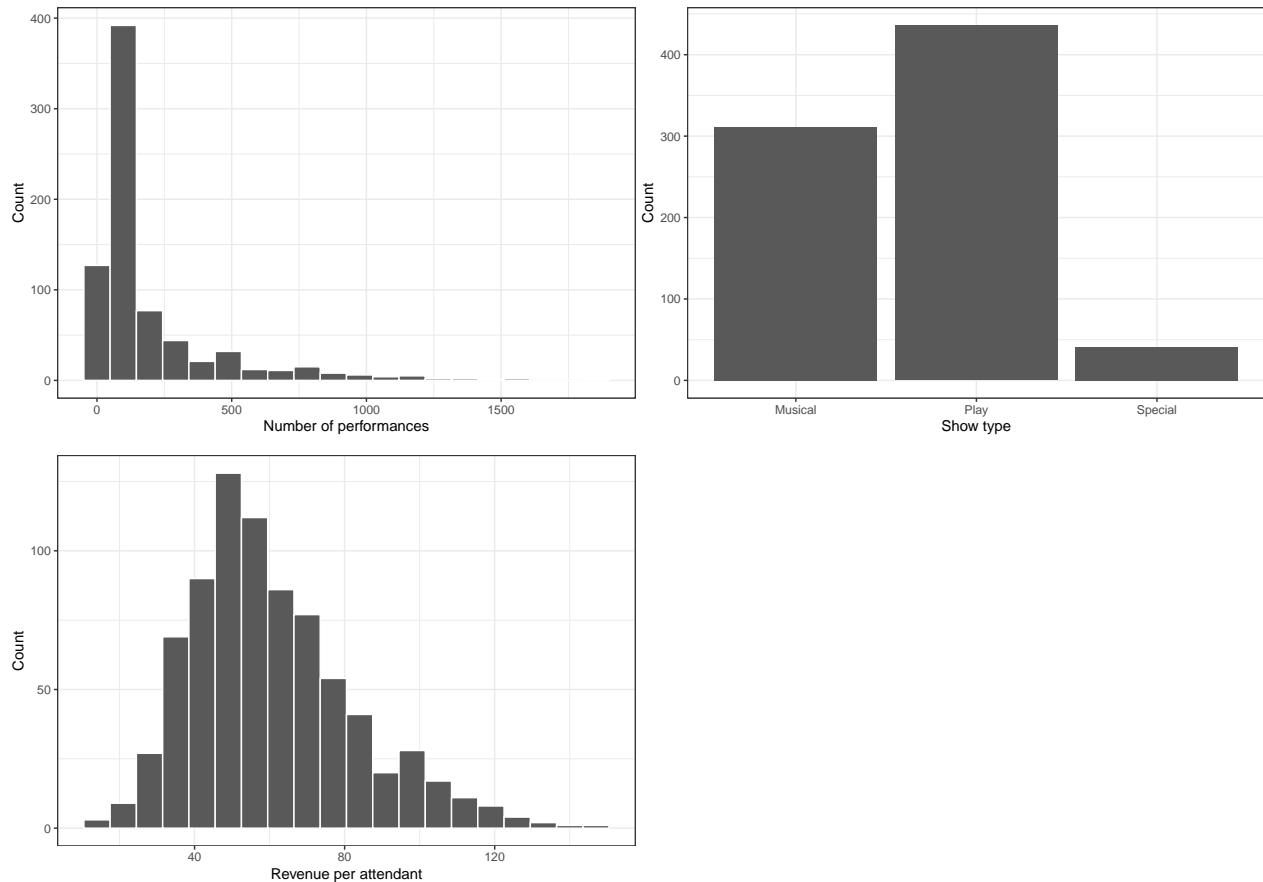 400
300
200
100
0
Count
0 500 1000 1500
Number of performances
400
300
200
100
0
Count
Musical Play Special
Show type
100
50
0
Count
40 80 120
Revenue per attendant